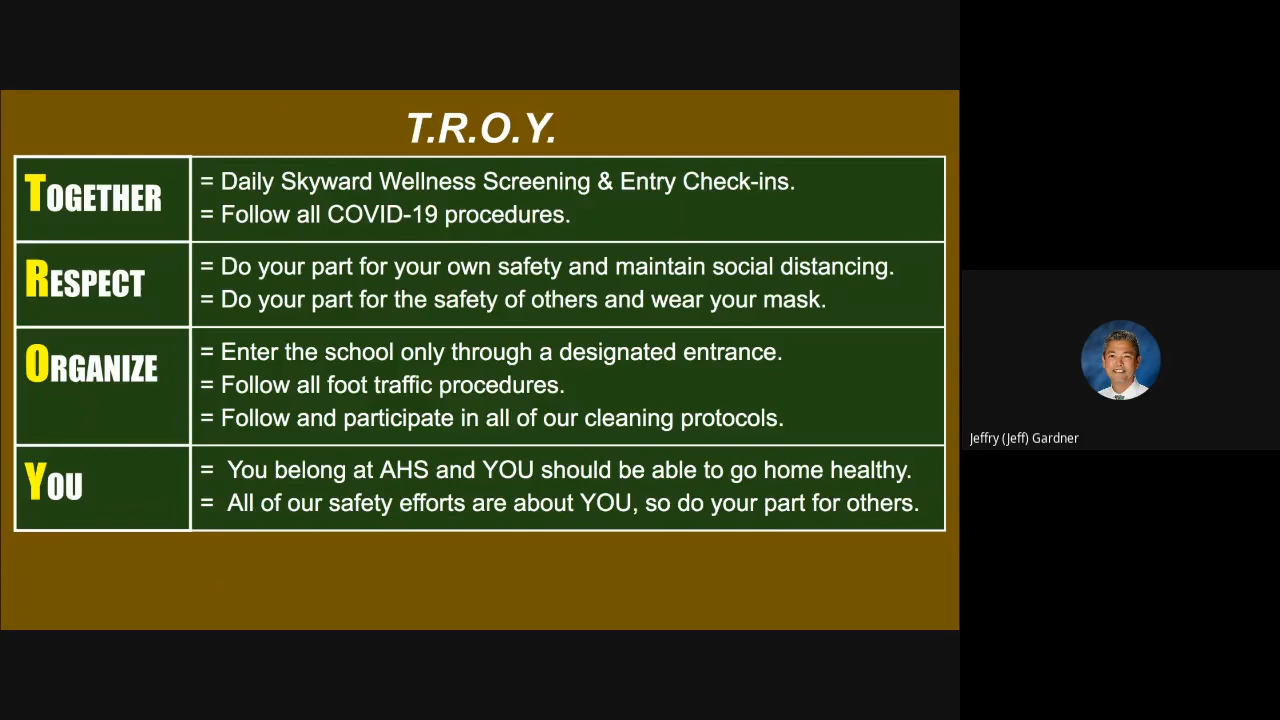 T.R.O.Y.
TOGETHER
= Daily Skyward Wellness Screening & Entry Check-ins.
= Follow all COVID-19 procedures.
RESPECT
= Do your part for your own safety and maintain social distancing.
= Do your part for the safety of others and wear your mask.
ORGANIZE
= Enter the school only through a designated entrance.
= Follow all foot traffic procedures.
= Follow and participate in all of our cleaning protocols.
YOU
= You belong at AHS and YOU should be able to go home healthy.
= All of our safety efforts are about YOU, so do your part for others.
Jeffry (Jeff) Gardner